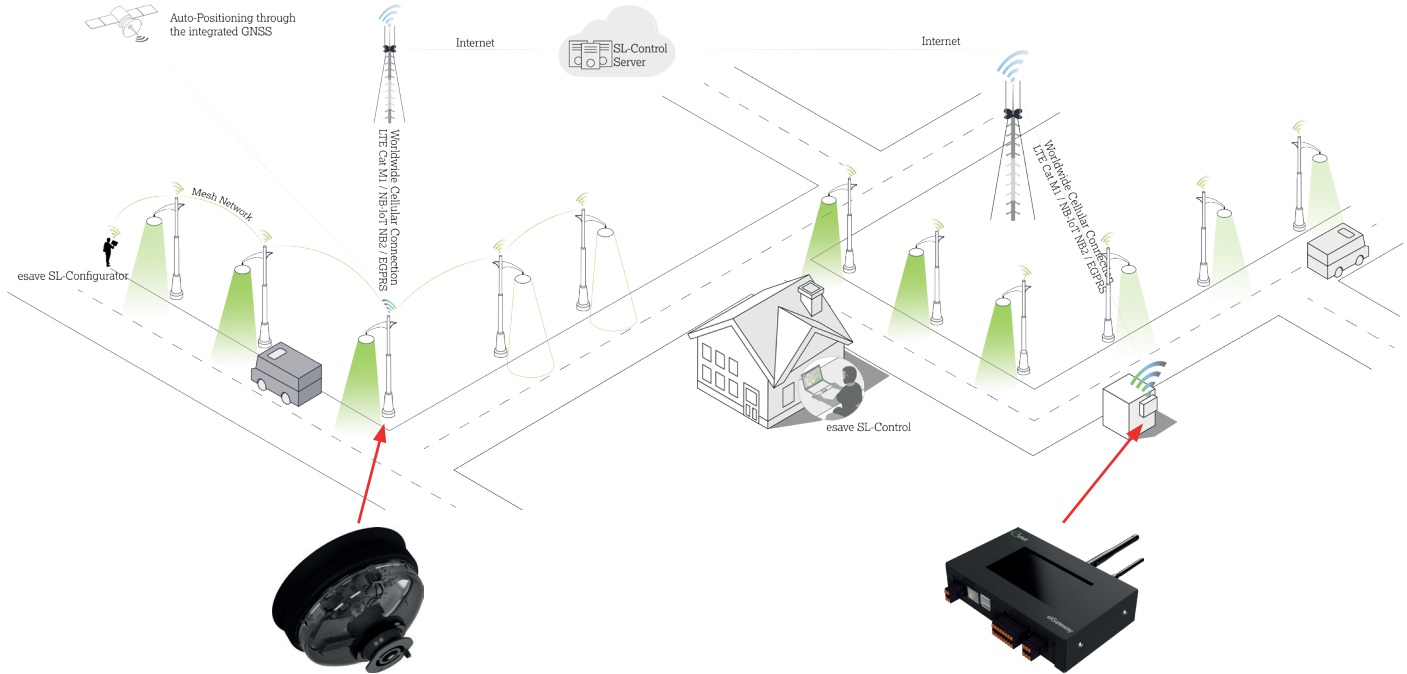 Auto-Positioning through
the integrated GNSS
Internet
SL-Control
Server
Internet
Worldwide Cellular Connection
LTE Cat M1 / NB-IoT NB2 / EGPRS
Worldwide Cellular Connection
LTE Cat M1 / NB-IoT NB2 / EGPRS
Mesh Network
esave SL-Configurator
esave SL-Control
slGateway